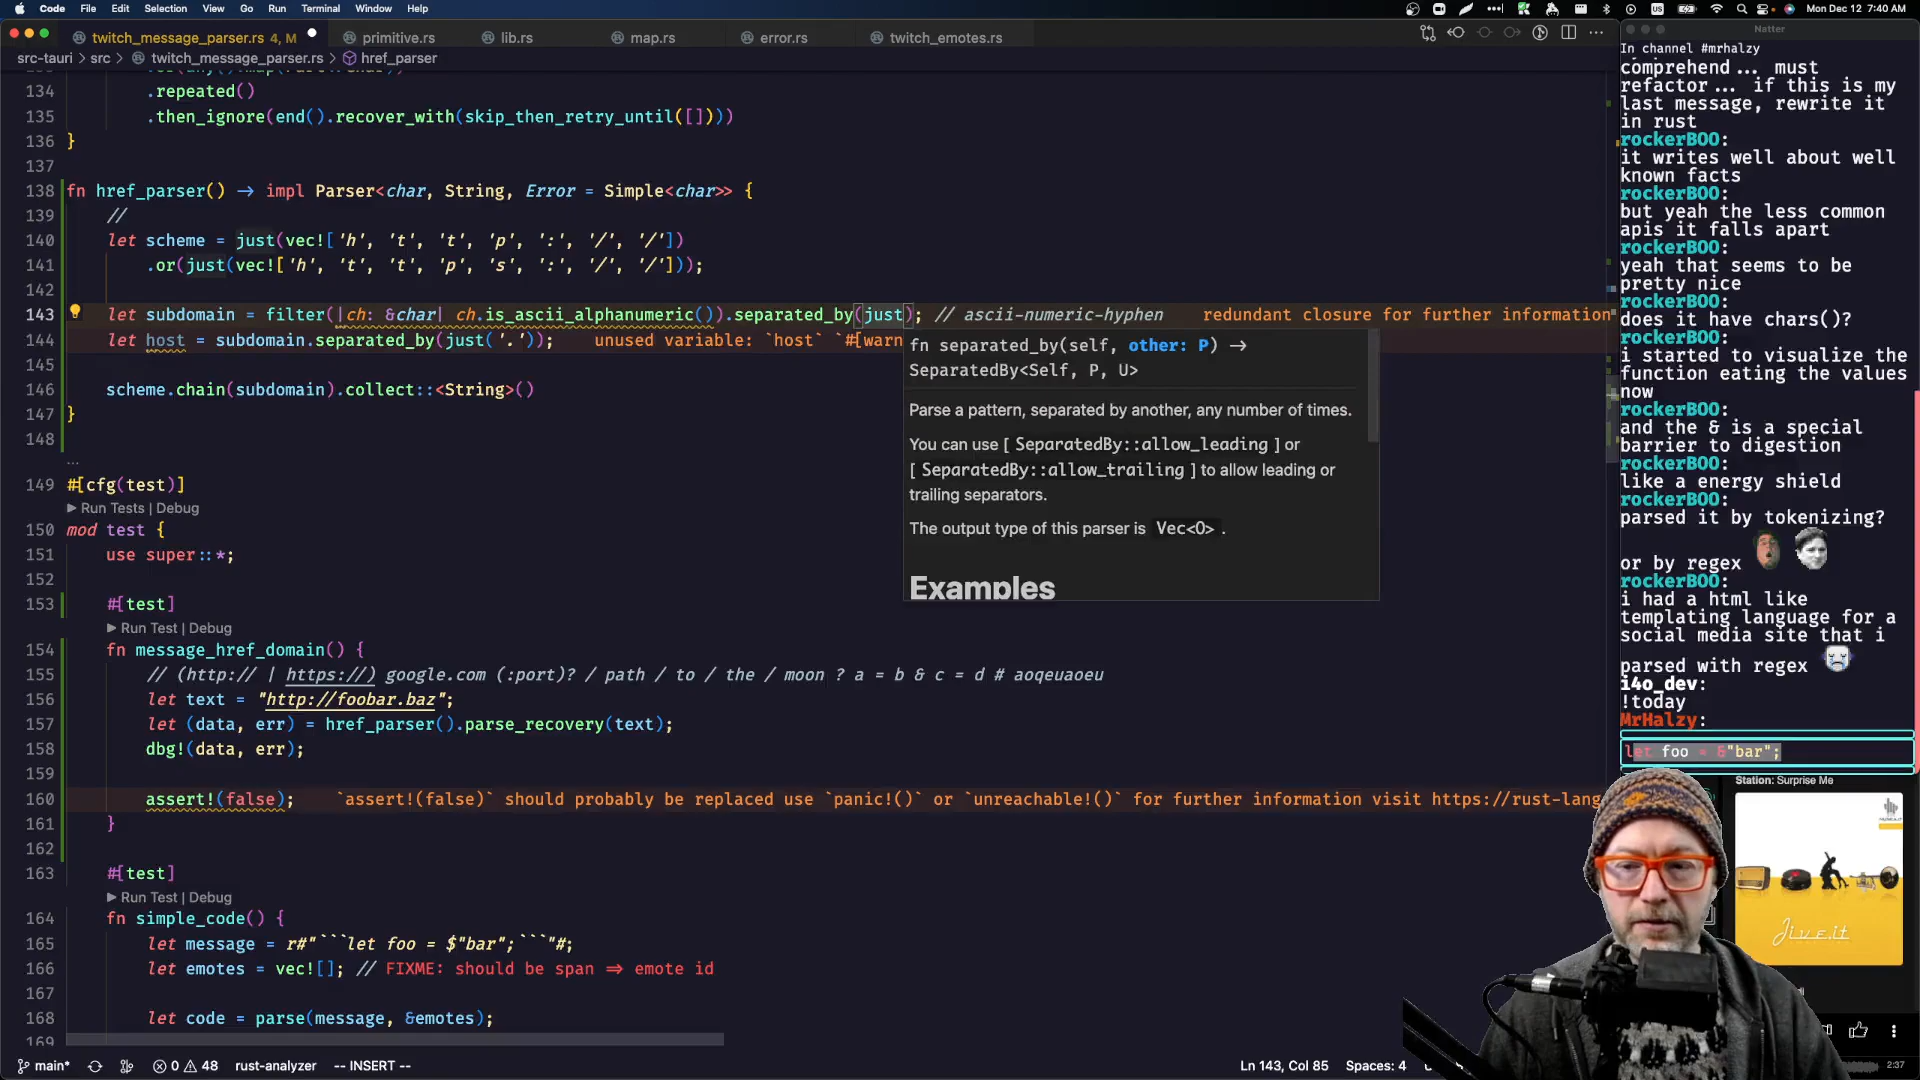 Code File Edit Selection View Go Run Terminal Window Help
Mon Dec 12 7:40 AM
twitch_message_parser.rs 4, M
primitive.rs
lib.rs
map.rs
error.rs
twitch_emotes.rs
src-tauri > src > twitch_message_parser.rs > href_parser
134 .repeated()
135 .then_ignore(end().recover_with(skip_then_retry_until([])))
136 }
137
138 fn href_parser() → impl Parser<char, String, Error = Simple<char>> {
139 //
140 let scheme = just(vec!['h', 't', 't', 'p', ':', '/', '/'])
141 .or(just(vec!['h', 't', 't', 'p', 's', ':', '/', '/']));
142
143 let subdomain = filter(|ch: &char| ch.is_ascii_alphanumeric()).separated_by(just); // ascii-numeric-hyphen redundant closure for further information
144 let host = subdomain.separated_by(just('.')); unused variable: `host` `#[warn
145
146 scheme.chain(subdomain).collect::<String>()
147 }
148
fn separated_by(self, other: P) →
SeparatedBy<Self, P, U>
Parse a pattern, separated by another, any number of times.
You can use [ SeparatedBy::allow_leading ] or
[ SeparatedBy::allow_trailing ] to allow leading or
trailing separators.
The output type of this parser is Vec<O> .
Examples
...
149 #[cfg(test)]
▶ Run Tests | Debug
150 mod test {
151 use super::*;
152
153 #[test]
▶ Run Test | Debug
154 fn message_href_domain() {
155 // (http:// | https://) google.com (:port)? / path / to / the / moon ? a = b & c = d # aoqeuaoeu
156 let text = "http://foobar.baz";
157 let (data, err) = href_parser().parse_recovery(text);
158 dbg!(data, err);
159
160 assert!(false); `assert!(false)` should probably be replaced use `panic!()` or `unreachable!()` for further information visit https://rust-lang
161 }
162
163 #[test]
▶ Run Test | Debug
164 fn simple_code() {
165 let message = r#"```let foo = $"bar";```"#;
166 let emotes = vec![]; // FIXME: should be span ⇒ emote id
167
168 let code = parse(message, &emotes);
169
main* 0 48 rust-analyzer -- INSERT --
Ln 143, Col 85 Spaces: 4
Natter
In channel #mrhalzy
comprehend... must
refactor... if this is my
last message, rewrite it
in rust
rockerBOO:
it writes well about well
known facts
rockerBOO:
but yeah the less common
apis it falls apart
rockerBOO:
yeah that seems to be
pretty nice
rockerBOO:
does it have chars()?
rockerBOO:
i started to visualize the
function eating the values
now
rockerBOO:
and the & is a special
barrier to digestion
rockerBOO:
like a energy shield
rockerBOO:
parsed it by tokenizing?
or by regex
rockerBOO:
i had a html like
templating language for a
social media site that i
parsed with regex
i4o_dev:
!today
MrHalzy:
let foo = &"bar";
Station: Surprise Me
Jive.it
2:37